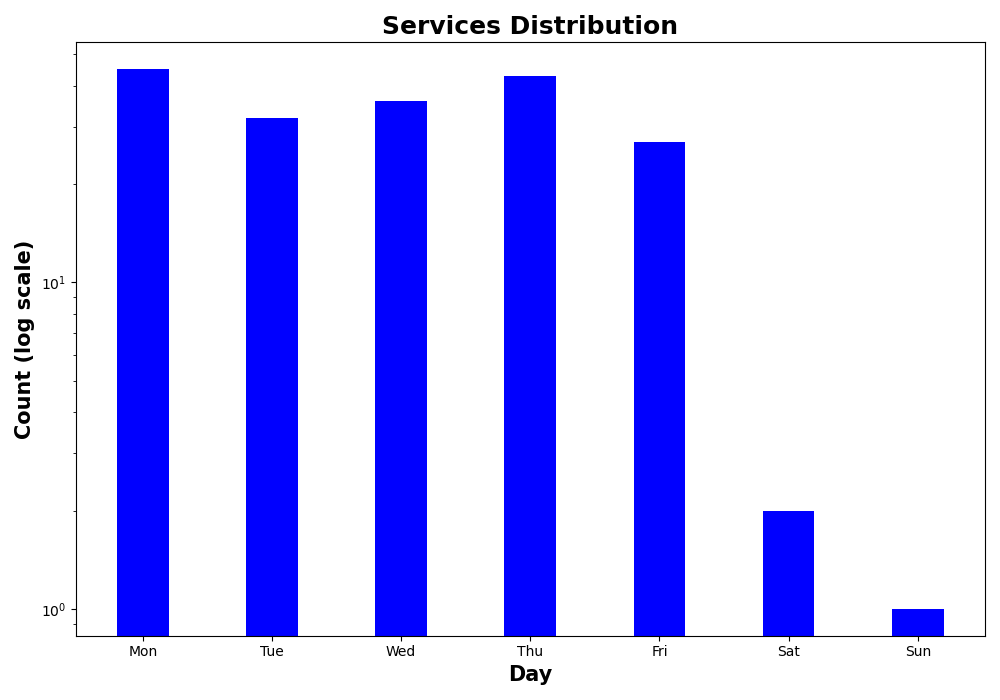 Services Distribution
Count (log scale)
10¹
10⁰
Mon Tue Wed Thu Fri Sat Sun
Day